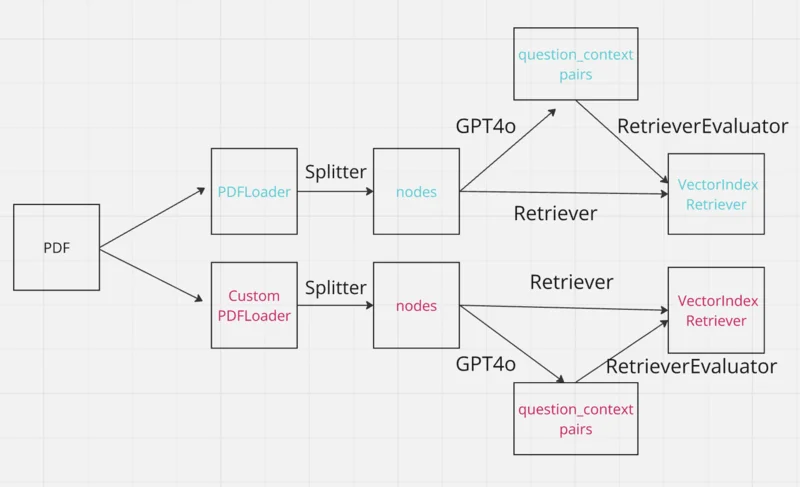 question_context
pairs
GPT4o
RetrieverEvaluator
Splitter
PDFLoader
nodes
VectorIndex
Retriever
Retriever
PDF
Custom
PDFLoader
Splitter
nodes
Retriever
VectorIndex
Retriever
GPT4o
RetrieverEvaluator
question_context
pairs